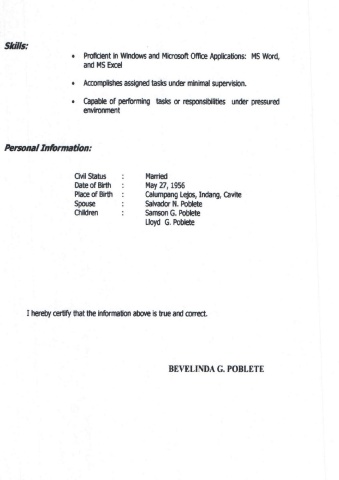 Skills:
• Proficient in Windows and Microsoft Office Applications: MS Word,
and MS Excel
• Accomplishes assigned tasks under minimal supervision.
• Capable of performing tasks or responsibilities under pressured
environment
Personal Information:
Civil Status : Married
Date of Birth : May 27, 1956
Place of Birth : Calumpang Lejos, Indang, Cavite
Spouse : Salvador N. Poblete
Children : Samson G. Poblete
Lloyd G. Poblete
I hereby certify that the information above is true and correct.
BEVELINDA G. POBLETE